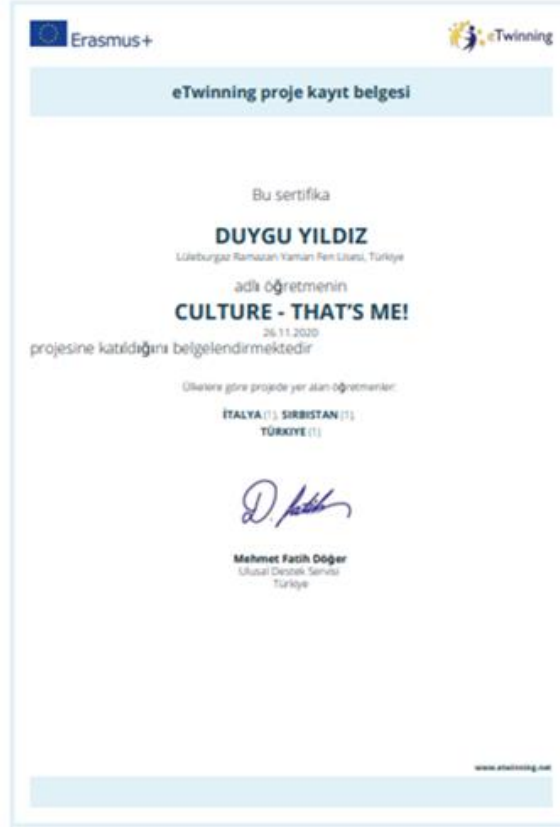 Erasmus+
eTwinning
eTwinning proje kayıt belgesi
Bu sertifika
DUYGU YILDIZ
Lüleburgaz Ramazan Yaman Fen Lisesi, Türkiye
adlı öğretmenin
CULTURE - THAT'S ME!
26.11.2020
projesine katıldığını belgelendirmektedir
Ülkelere göre projede yer alan öğretmenler:
İTALYA (1), SIRBISTAN (1),
TÜRKIYE (1)
D. fatih
Mehmet Fatih Döğer
Ulusal Destek Servisi
Türkiye
www.etwinning.net